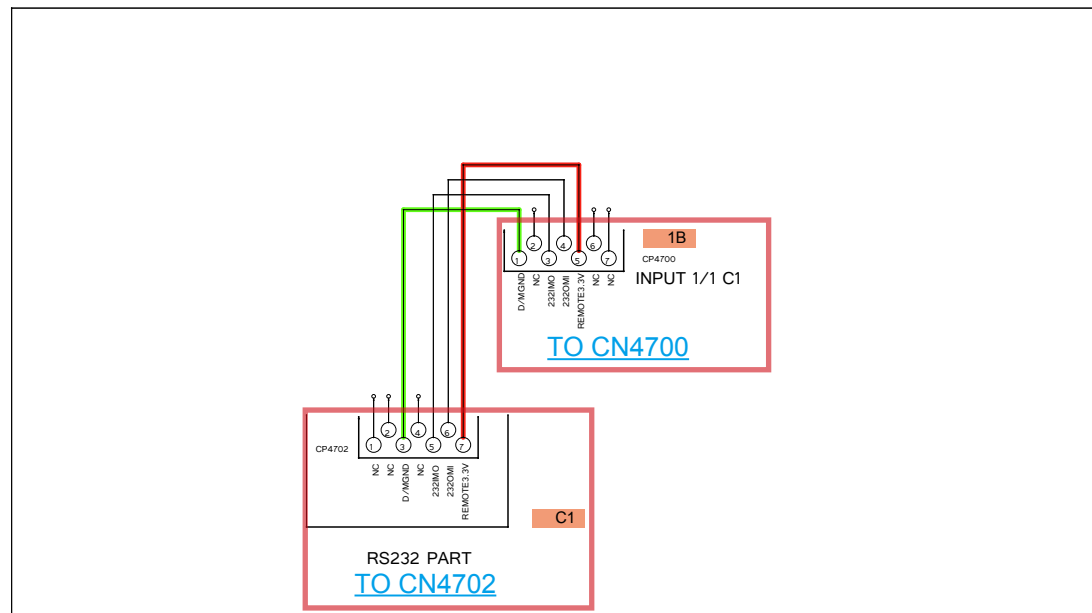 1B
CP4700
INPUT 1/1 C1
2
4
6
1
3
5
7
D/MGND
NC
232IMO
232OMI
REMOTE3.3V
NC
NC
TO CN4700
CP4702
2
4
6
1
3
5
7
NC
NC
D/MGND
NC
232IMO
232OMI
REMOTE3.3V
C1
RS232 PART
TO CN4702